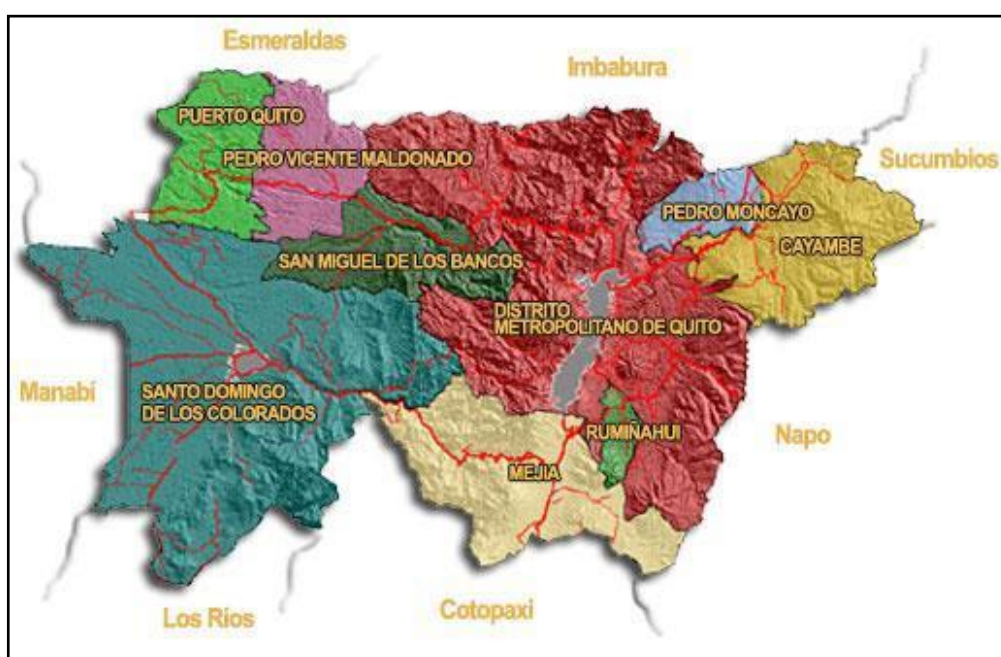 Esmeraldas
Imbabura
PUERTO QUITO
PEDRO VICENTE MALDONADO
Sucumbios
PEDRO MONCAYO
CAYAMBE
SAN MIGUEL DE LOS BANCOS
DISTRITO
METROPOLITANO DE QUITO
Manabí
SANTO DOMINGO
DE LOS COLORADOS
RUMIÑAHUI
Napo
MEJIA
Los Ríos
Cotopaxi